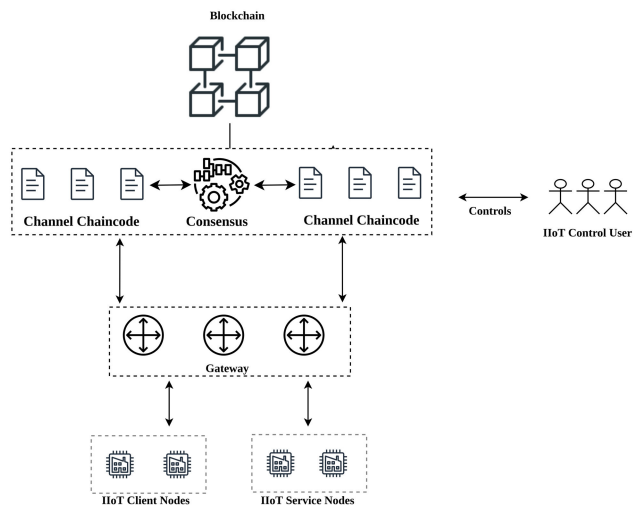 Blockchain
Channel Chaincode
Consensus
Channel Chaincode
Controls
IIoT Control User
Gateway
IIoT Client Nodes
IIoT Service Nodes